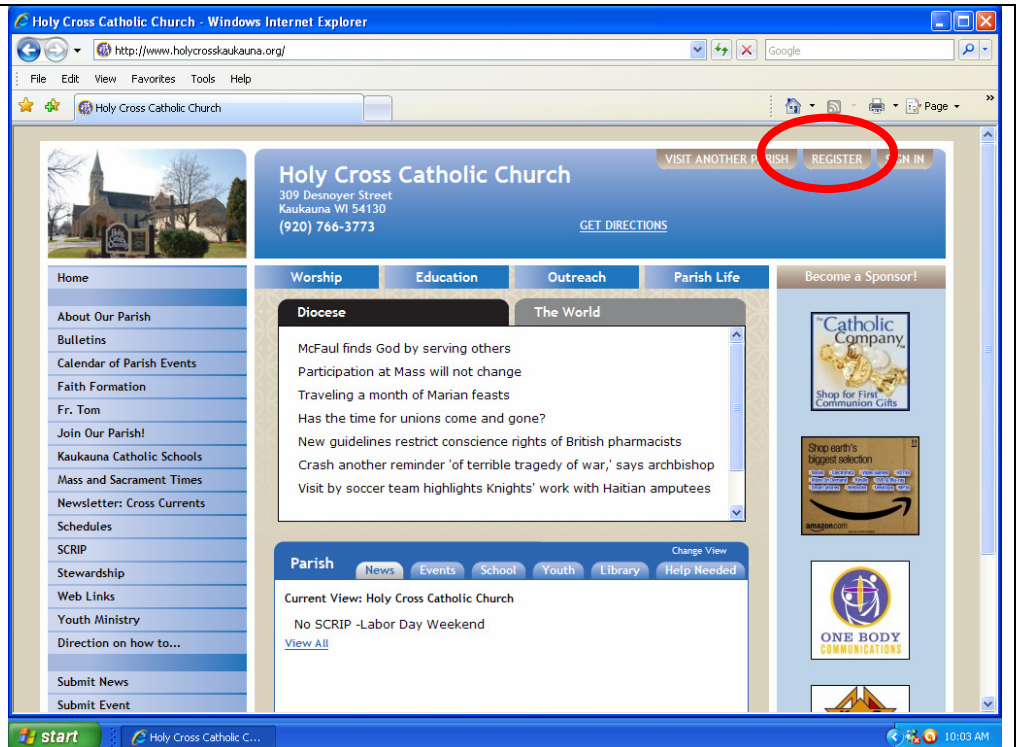 Holy Cross Catholic Church - Windows Internet Explorer
http://www.holycrosskaukauna.org/
Google
File Edit View Favorites Tools Help
Holy Cross Catholic Church
Page
VISIT ANOTHER PARISH REGISTER SIGN IN
Holy Cross Catholic Church
309 Desnoyer Street
Kaukauna WI 54130
(920) 766-3773
GET DIRECTIONS
Holy Cross Church
Home
About Our Parish
Bulletins
Calendar of Parish Events
Faith Formation
Fr. Tom
Join Our Parish!
Kaukauna Catholic Schools
Mass and Sacrament Times
Newsletter: Cross Currents
Schedules
SCRIP
Stewardship
Web Links
Youth Ministry
Direction on how to...
Submit News
Submit Event
Worship Education Outreach Parish Life
Diocese The World
McFaul finds God by serving others
Participation at Mass will not change
Traveling a month of Marian feasts
Has the time for unions come and gone?
New guidelines restrict conscience rights of British pharmacists
Crash another reminder 'of terrible tragedy of war,' says archbishop
Visit by soccer team highlights Knights' work with Haitian amputees
Change View
Parish News Events School Youth Library Help Needed
Current View: Holy Cross Catholic Church
No SCRIP -Labor Day Weekend
View All
Become a Sponsor!
The Catholic
Company
Shop for First
Communion Gifts
Shop earth's
biggest selection
amazon.com
ONE BODY
COMMUNICATIONS
start Holy Cross Catholic C... 10:03 AM